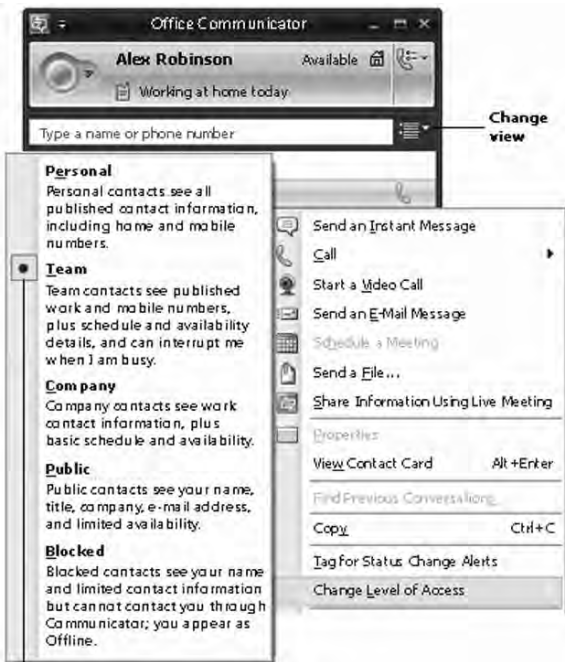 Office Communicator
Alex Robinson
Available
Working at home today
Type a name or phone number
Change
view
Personal
Personal contacts see all
published contact information,
including home and mobile
numbers.
Team
Team contacts see published
work and mobile numbers,
plus schedule and availability
details, and can interrupt me
when I am busy.
Company
Company contacts see work
contact information, plus
basic schedule and availability.
Public
Public contacts see your name,
title, company, e-mail address,
and limited availability.
Blocked
Blocked contacts see your name
and limited contact information
but cannot contact you through
Communicator; you appear as
Offline.
Send an Instant Message
Call
Start a Video Call
Send an E-Mail Message
Schedule a Meeting
Send a File...
Share Information Using Live Meeting
Properties
View Contact Card Alt+Enter
Find Previous Conversations
Copy Ctrl+C
Tag for Status Change Alerts
Change Level of Access